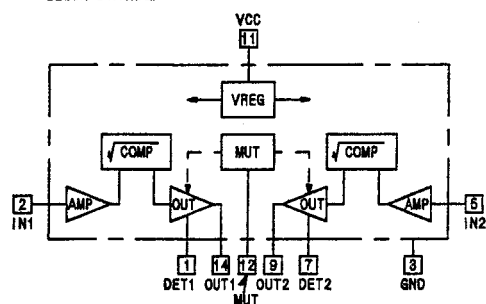 VCC
11
VREG
√COMP
MUT
√COMP
2
AMP
OUT
OUT
AMP
5
IN1
IN2
1
14
12
9
7
3
DET1
OUT1
OUT2
DET2
GND
MUT